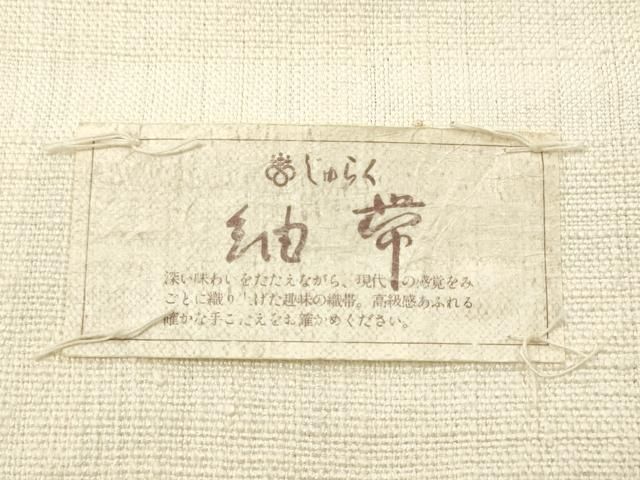 じゅらく
紬帯
深い味わいをたたえながら、現代の感覚をみ
ごとに織り上げた趣味の織帯。高級感あふれる
確かな手ごたえをお確かめください。